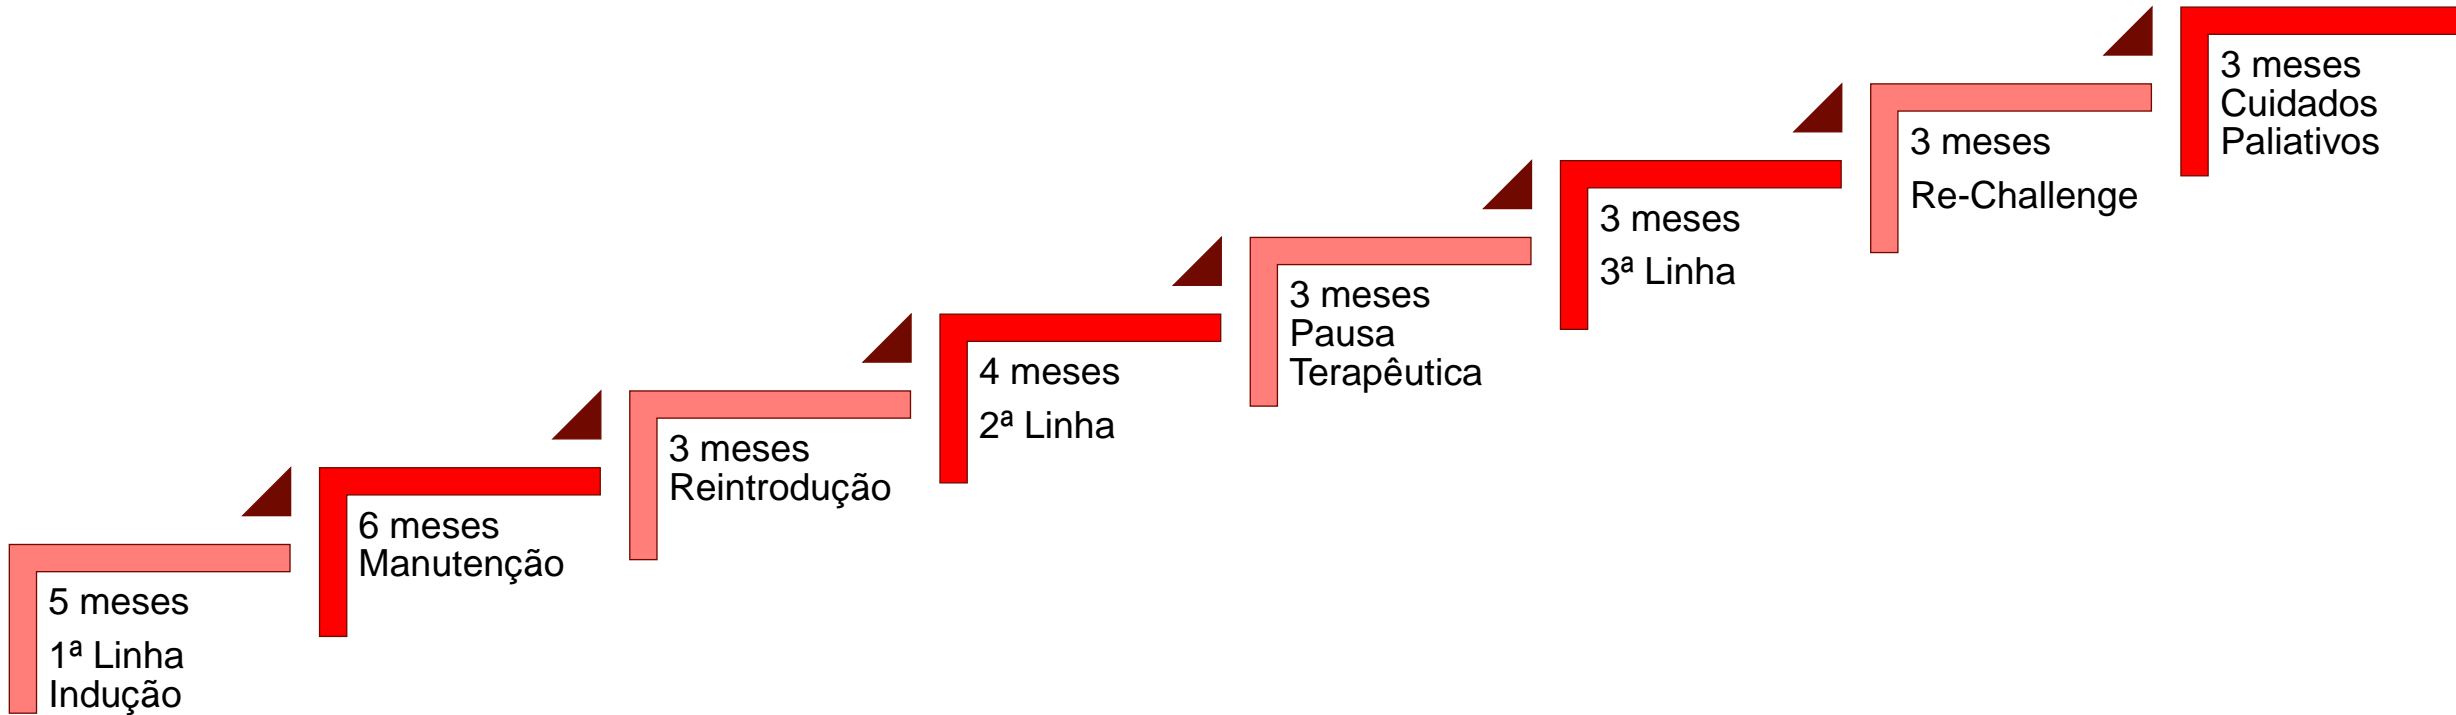 5 meses
1ª Linha
Indução
6 meses
Manutenção
3 meses
Reintrodução
4 meses
2ª Linha
3 meses
Pausa
Terapêutica
3 meses
3ª Linha
3 meses
Re-Challenge
3 meses
Cuidados
Paliativos